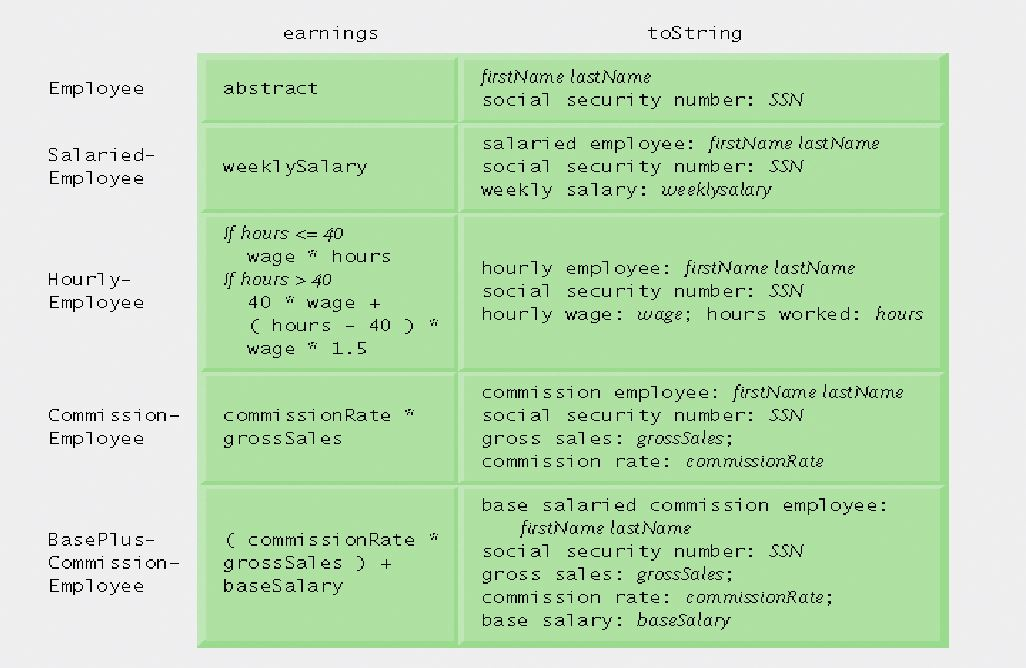 earnings toString
Employee
abstract
firstName lastName
social security number: SSN
Salaried-
Employee
weeklySalary
salaried employee: firstName lastName
social security number: SSN
weekly salary: weeklysalary
Hourly-
Employee
If hours <= 40
wage * hours
If hours > 40
40 * wage +
( hours - 40 ) *
wage * 1.5
hourly employee: firstName lastName
social security number: SSN
hourly wage: wage; hours worked: hours
Commission-
Employee
commissionRate *
grossSales
commission employee: firstName lastName
social security number: SSN
gross sales: grossSales;
commission rate: commissionRate
BasePlus-
Commission-
Employee
( commissionRate *
grossSales ) +
baseSalary
base salaried commission employee:
firstName lastName
social security number: SSN
gross sales: grossSales;
commission rate: commissionRate;
base salary: baseSalary